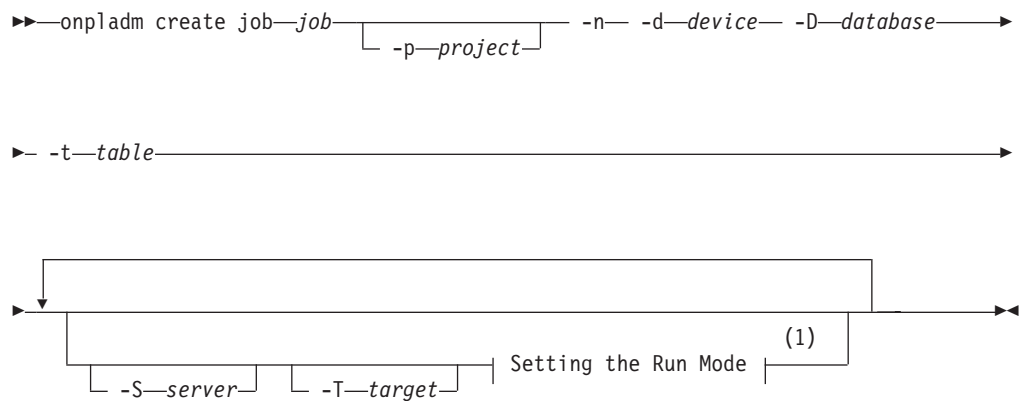 onpladm create job job -n -d device -D database
-p project
-t table
(1)
Setting the Run Mode
-S server -T target